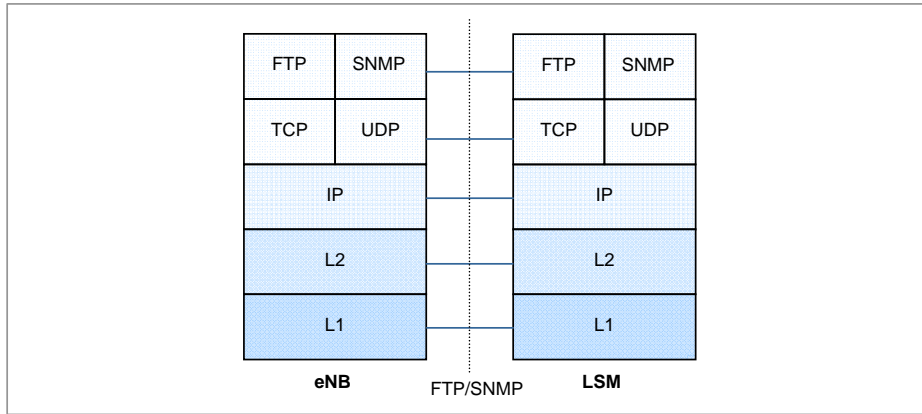 FTP SNMP FTP SNMP
TCP UDP TCP UDP
IP IP
L2 L2
L1 L1
eNB FTP/SNMP LSM